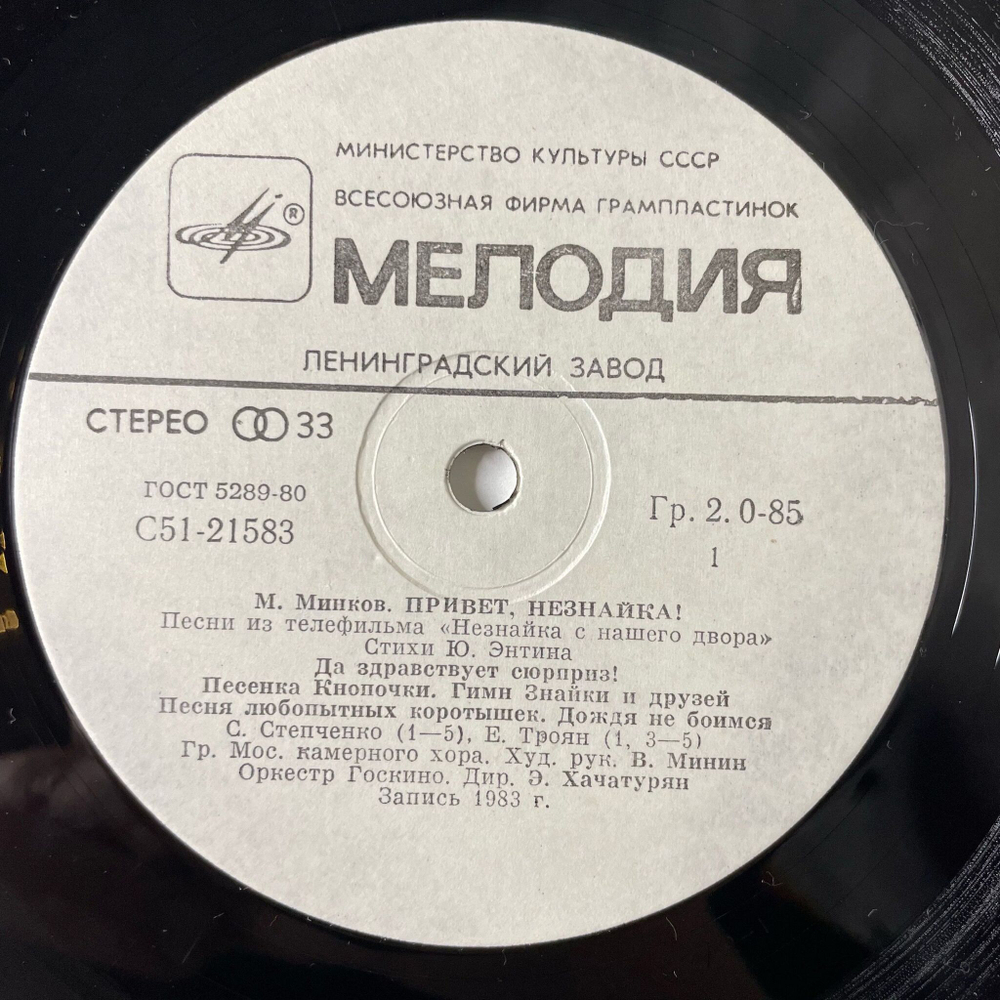 МИНИСТЕРСТВО КУЛЬТУРЫ СССР
ВСЕСОЮЗНАЯ ФИРМА ГРАМПЛАСТИНОК
®
МЕЛОДИЯ
ЛЕНИНГРАДСКИЙ ЗАВОД
СТЕРЕО 33
ГОСТ 5289-80
С51-21583
Гр. 2. 0-85
1
М. Минков. ПРИВЕТ, НЕЗНАЙКА!
Песни из телефильма «Незнайка с нашего двора»
Стихи Ю. Энтина
Да здравствует сюрприз!
Песенка Кнопочки. Гимн Знайки и друзей
Песня любопытных коротышек. Дождя не боимся
С. Степченко (1—5), Е. Троян (1, 3—5)
Гр. Мос. камерного хора. Худ. рук. В. Минин
Оркестр Госкино. Дир. Э. Хачатурян
Запись 1983 г.